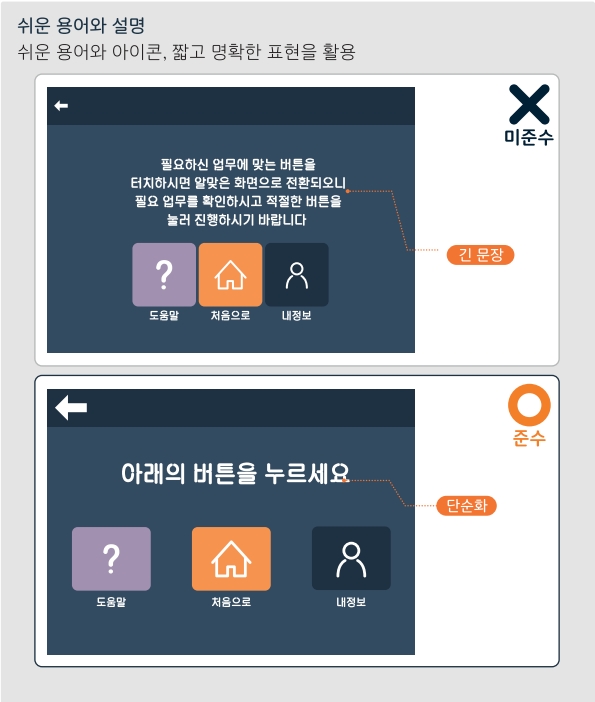 쉬운 용어와 설명
쉬운 용어와 아이콘, 짧고 명확한 표현을 활용
미준수
필요하신 업무에 맞는 버튼을
터치하시면 알맞은 화면으로 전환되오니
필요 업무를 확인하시고 적절한 버튼을
눌러 진행하시기 바랍니다
긴 문장
?
도움말
처음으로
내정보
준수
아래의 버튼을 누르세요
단순화
?
도움말
처음으로
내정보